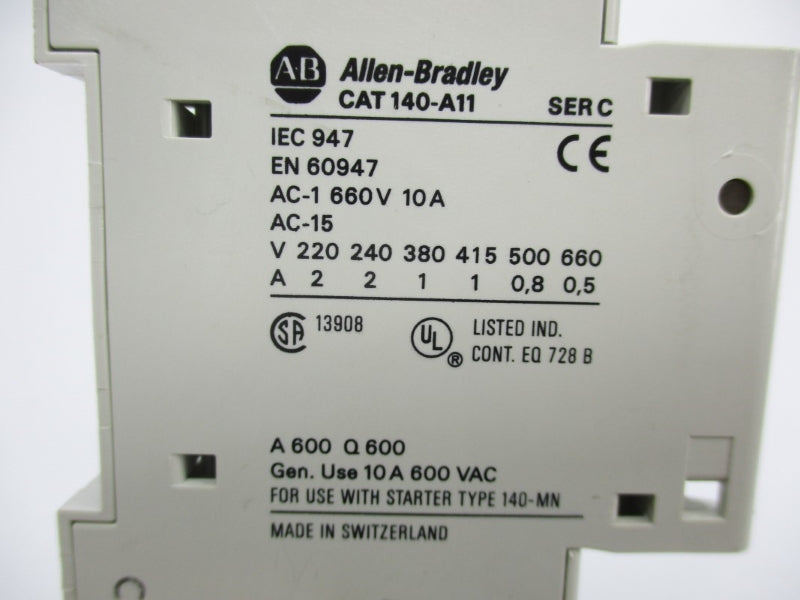 A-B Allen-Bradley
CAT 140-A11 SER C
IEC 947 CE
EN 60947
AC-1 660V 10A
AC-15
V 220 240 380 415 500 660
A 2 2 1 1 0,8 0,5
SA 13908 UL ® LISTED IND.
CONT. EQ 728 B
A 600 Q 600
Gen. Use 10 A 600 VAC
FOR USE WITH STARTER TYPE 140-MN
MADE IN SWITZERLAND